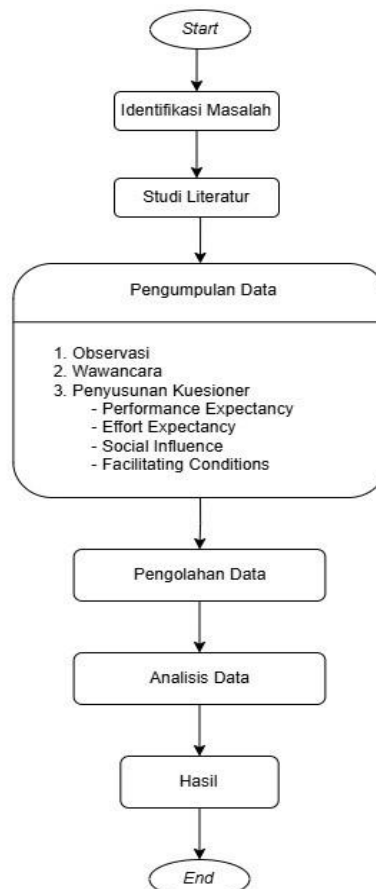 Start
Identifikasi Masalah
Studi Literatur
Pengumpulan Data
1. Observasi
2. Wawancara
3. Penyusunan Kuesioner
- Performance Expectancy
- Effort Expectancy
- Social Influence
- Facilitating Conditions
Pengolahan Data
Analisis Data
Hasil
End